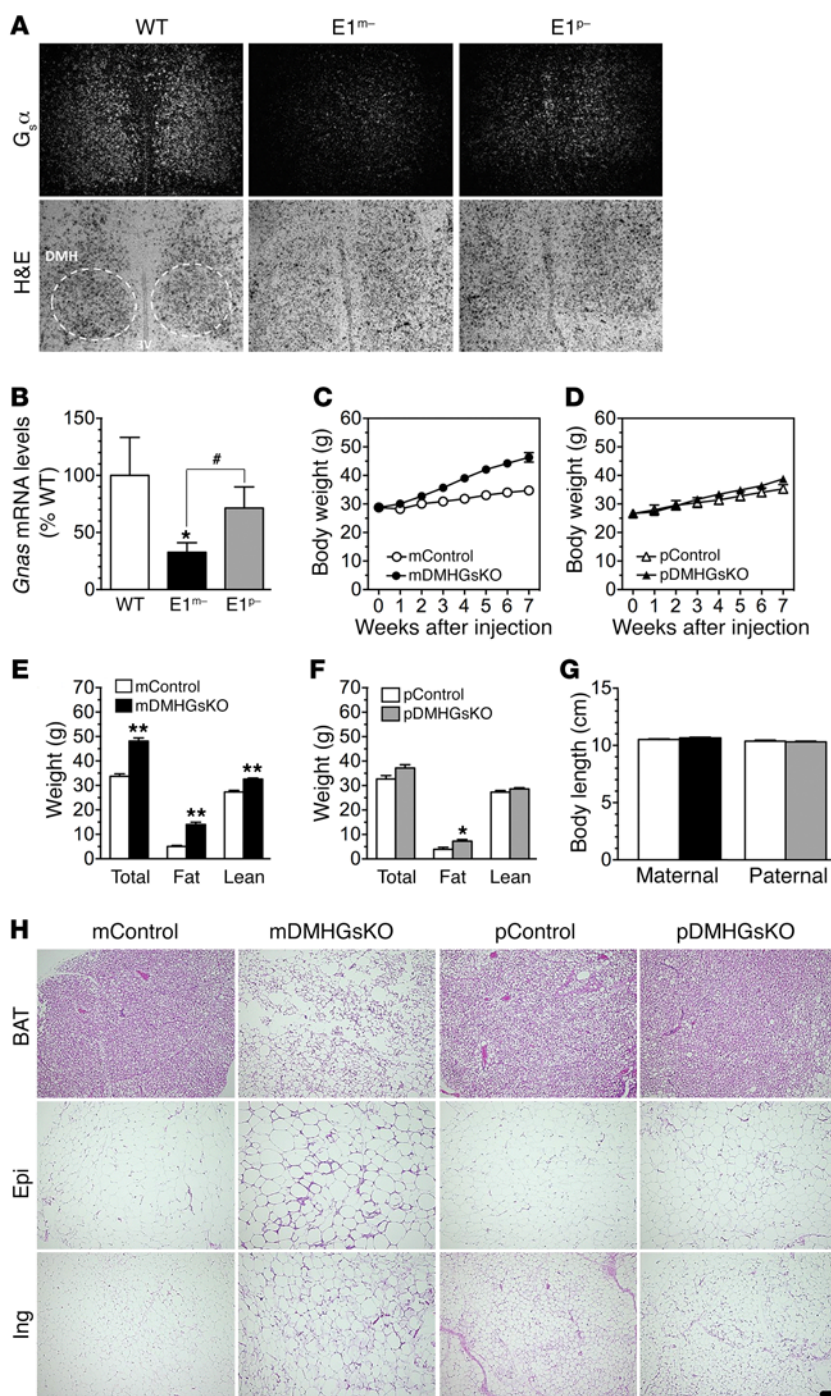 A
WT E1m– E1p–
Gsα
H&E
DMH
3V
B
Gnas mRNA levels
(% WT)
150
100
50
0
#
*
WT E1m– E1p–
C
Body weight (g)
60
50
40
30
20
10
0
mControl
mDMHGsKO
0 1 2 3 4 5 6 7
Weeks after injection
D
Body weight (g)
60
50
40
30
20
10
0
pControl
pDMHGsKO
0 1 2 3 4 5 6 7
Weeks after injection
E
Weight (g)
70
60
50
40
30
20
10
0
mControl
mDMHGsKO
** ** **
Total Fat Lean
F
Weight (g)
70
60
50
40
30
20
10
0
pControl
pDMHGsKO
*
Total Fat Lean
G
Body length (cm)
15
10
5
0
Maternal Paternal
H
mControl mDMHGsKO pControl pDMHGsKO
BAT
Epi
Ing